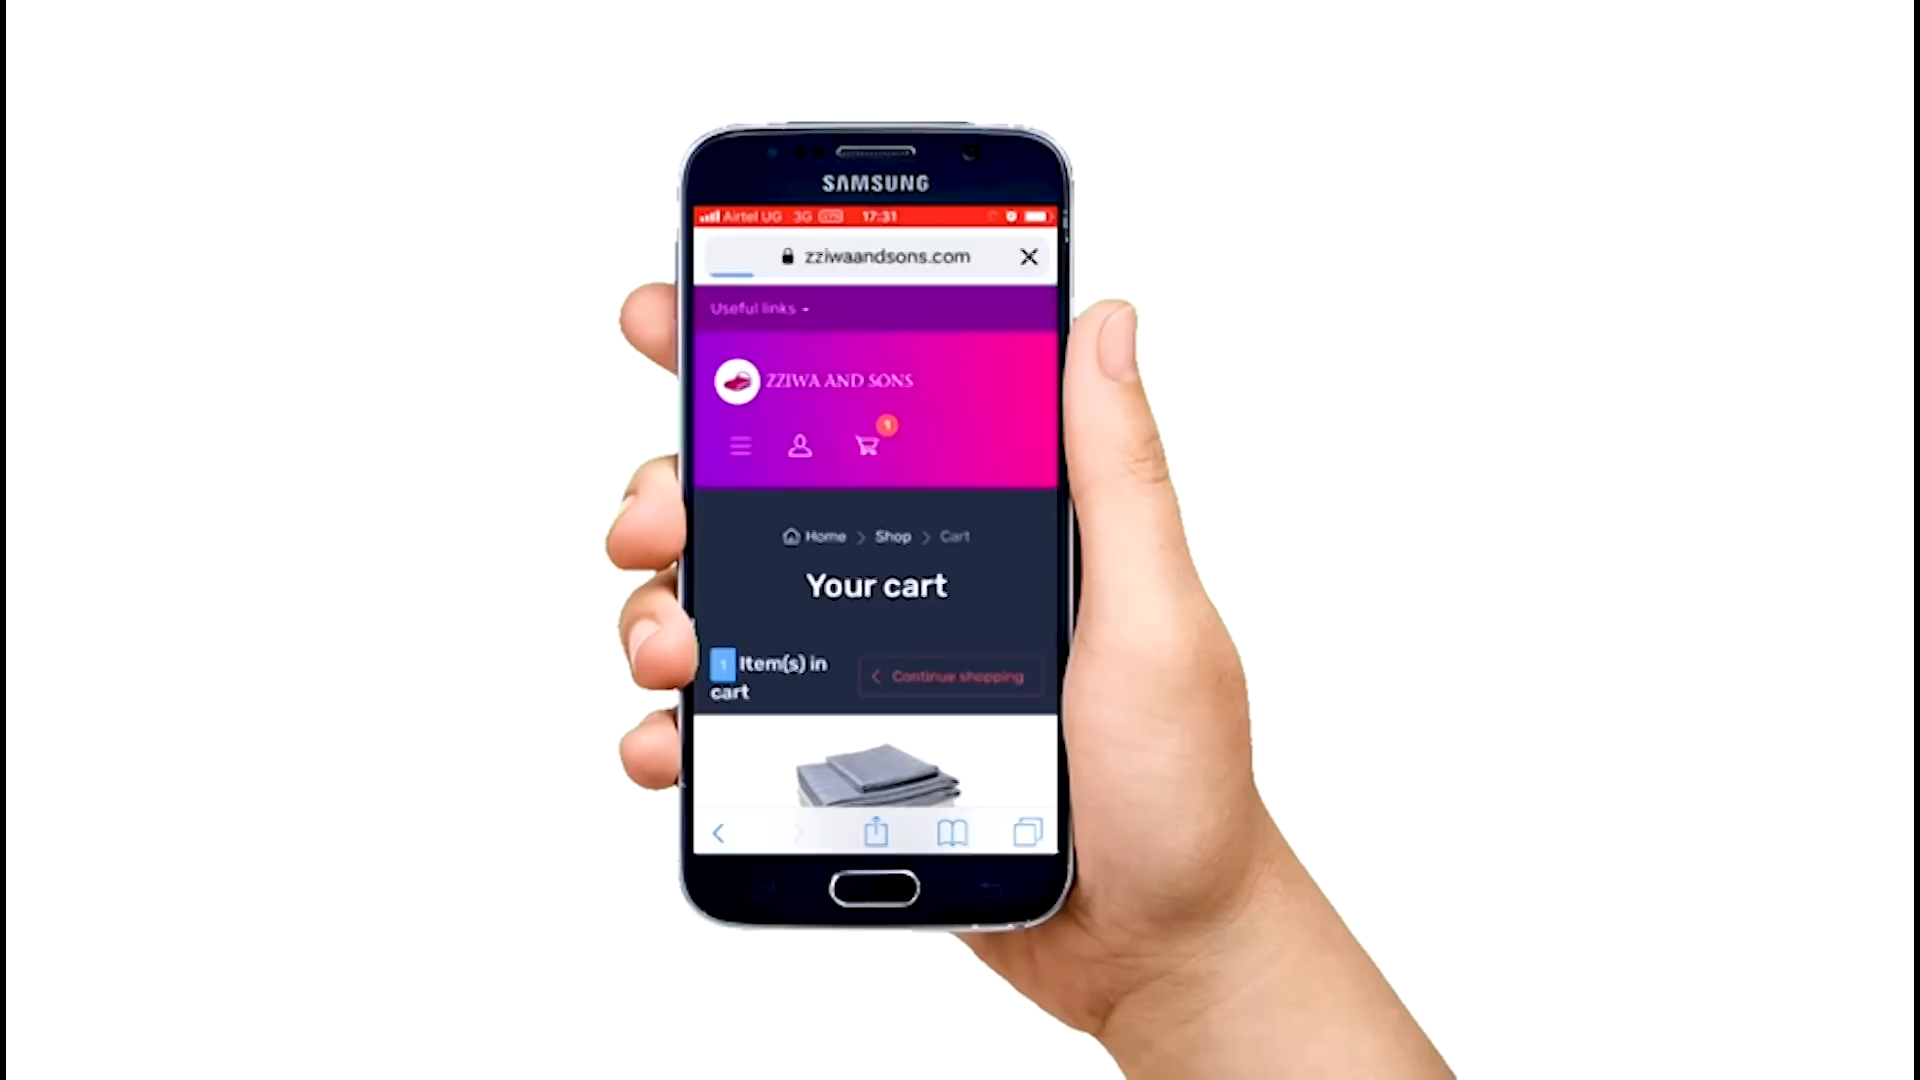 SAMSUNG
Airtel UG 3G VPN 17:31
zziwaandsons.com
Useful links
ZZIWA AND SONS
1
Home > Shop > Cart
Your cart
1 Item(s) in
cart
Continue shopping